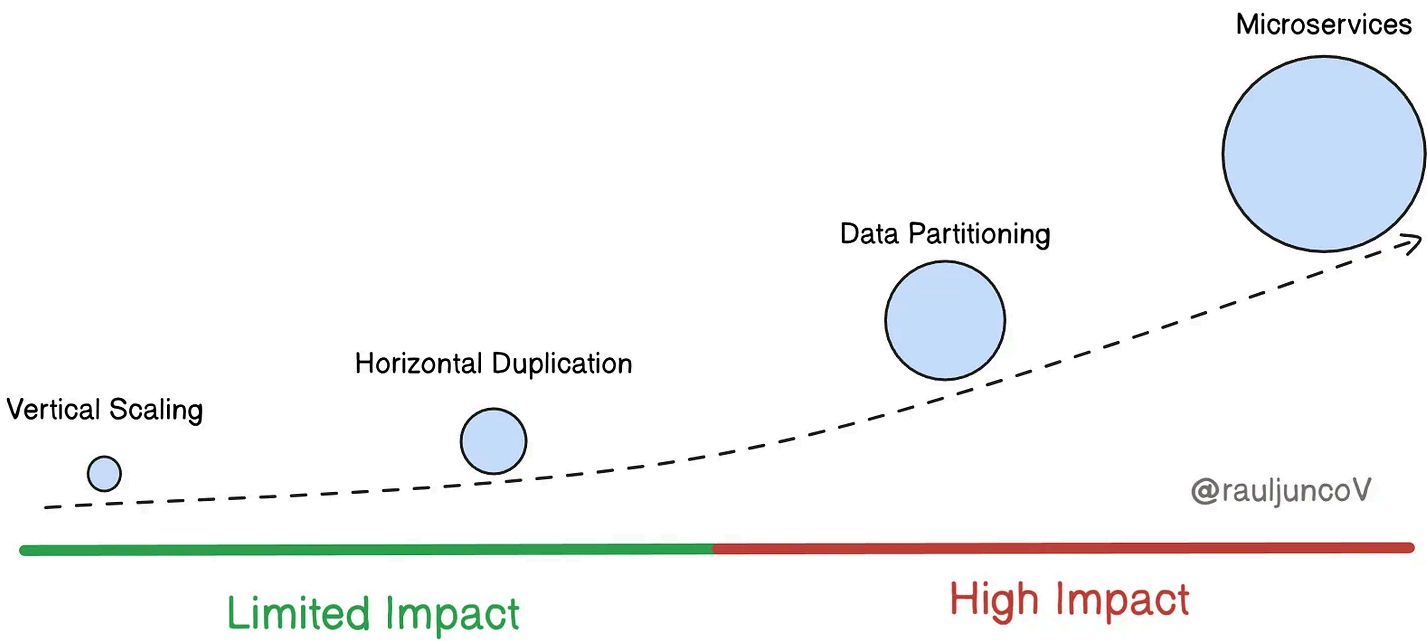 Microservices
Data Partitioning
Horizontal Duplication
Vertical Scaling
@rauljuncoV
Limited Impact
High Impact